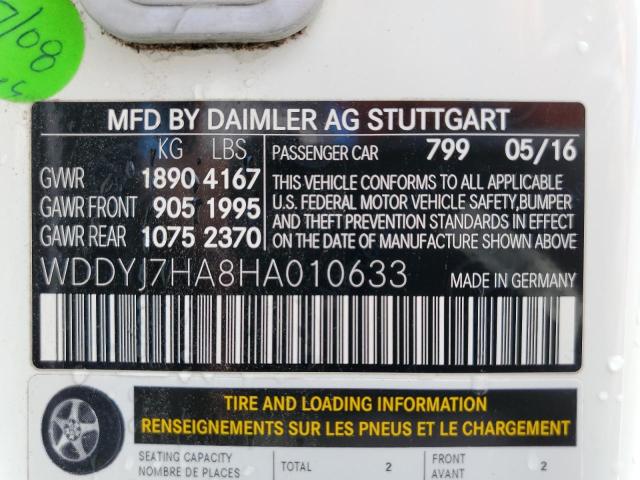 7/08
MFD BY DAIMLER AG STUTTGART
KG LBS
GVWR 1890 4167
GAWR FRONT 905 1995
GAWR REAR 1075 2370
PASSENGER CAR 799 05/16
THIS VEHICLE CONFORMS TO ALL APPLICABLE
U.S. FEDERAL MOTOR VEHICLE SAFETY,BUMPER
AND THEFT PREVENTION STANDARDS IN EFFECT
ON THE DATE OF MANUFACTURE SHOWN ABOVE
WDDYJ7HA8HA010633
MADE IN GERMANY
TIRE AND LOADING INFORMATION
RENSEIGNEMENTS SUR LES PNEUS ET LE CHARGEMENT
SEATING CAPACITY
NOMBRE DE PLACES
TOTAL 2
FRONT
AVANT 2